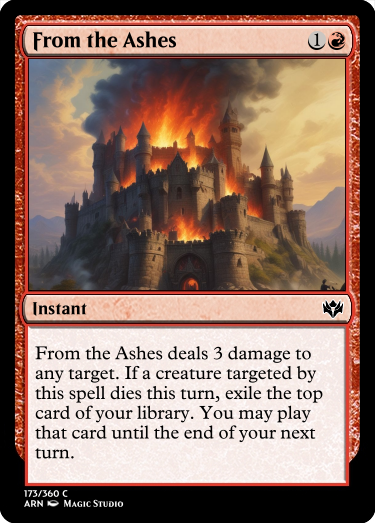 From the Ashes 1
Instant
From the Ashes deals 3 damage to
any target. If a creature targeted by
this spell dies this turn, exile the top
card of your library. You may play
that card until the end of your next
turn.
173/360 C
ARN Magic Studio